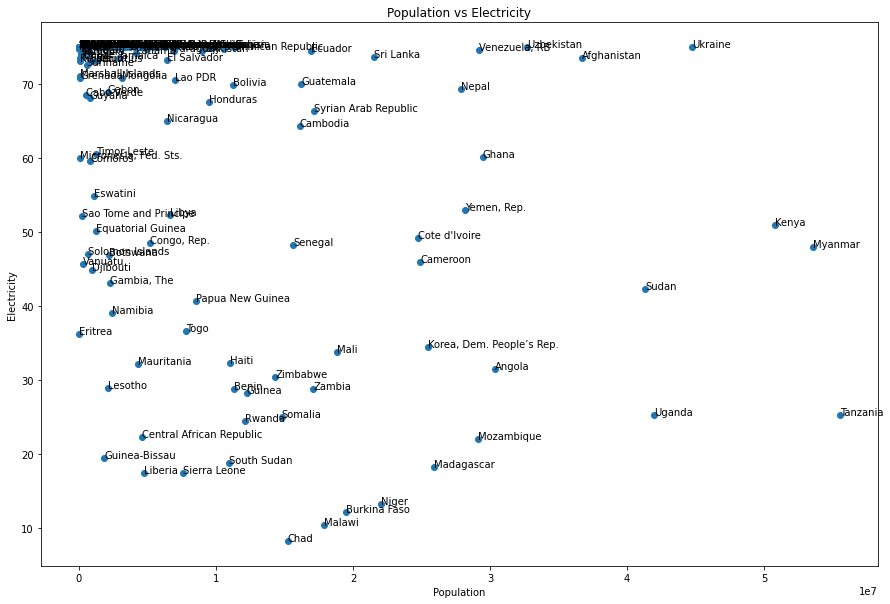 Population vs Electricity
Ecuador
Sri Lanka
Venezuela, RB
Uzbekistan
Afghanistan
Ukraine
El Salvador
Marshall Islands
Grenada
Mongolia
Lao PDR
Bolivia
Guatemala
Nepal
70
Cabo Verde
Gabon
Guyana
Honduras
Syrian Arab Republic
Nicaragua
Cambodia
Timor-Leste
Micronesia, Fed. Sts.
Comoros
Ghana
60
Eswatini
Sao Tome and Principe
Libya
Yemen, Rep.
Equatorial Guinea
Kenya
50
Congo, Rep.
Senegal
Cote d'Ivoire
Myanmar
Solomon Islands
Botswana
Vanuatu
Djibouti
Cameroon
Gambia, The
Sudan
Electricity
40
Papua New Guinea
Namibia
Eritrea
Togo
Korea, Dem. People’s Rep.
Mali
Mauritania
Haiti
Angola
30
Zimbabwe
Lesotho
Benin
Guinea
Zambia
Rwanda
Somalia
Uganda
Tanzania
Central African Republic
Mozambique
20
Guinea-Bissau
South Sudan
Madagascar
Liberia
Sierra Leone
Niger
Burkina Faso
Malawi
10
Chad
0 1 2 3 4 5
Population
1e7